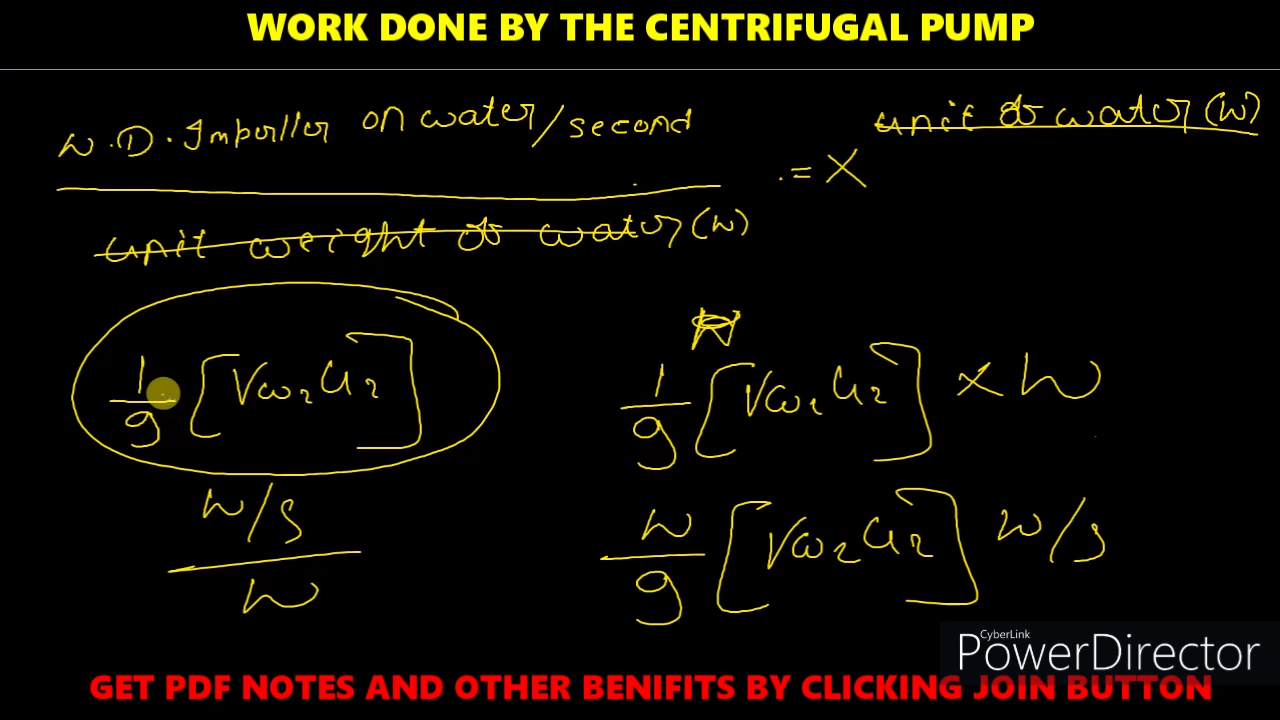 WORK DONE BY THE CENTRIFUGAL PUMP
W.D. Impeller on water/second
unit of water (W)
. = X
unit weight of water (W)
1/g [Vw2 U2]
1/g [Vw2 U2] × W
W/S
W
W/g [Vw2 U2] W/s
CyberLink
PowerDirector
GET PDF NOTES AND OTHER BENIFITS BY CLICKING JOIN BUTTON